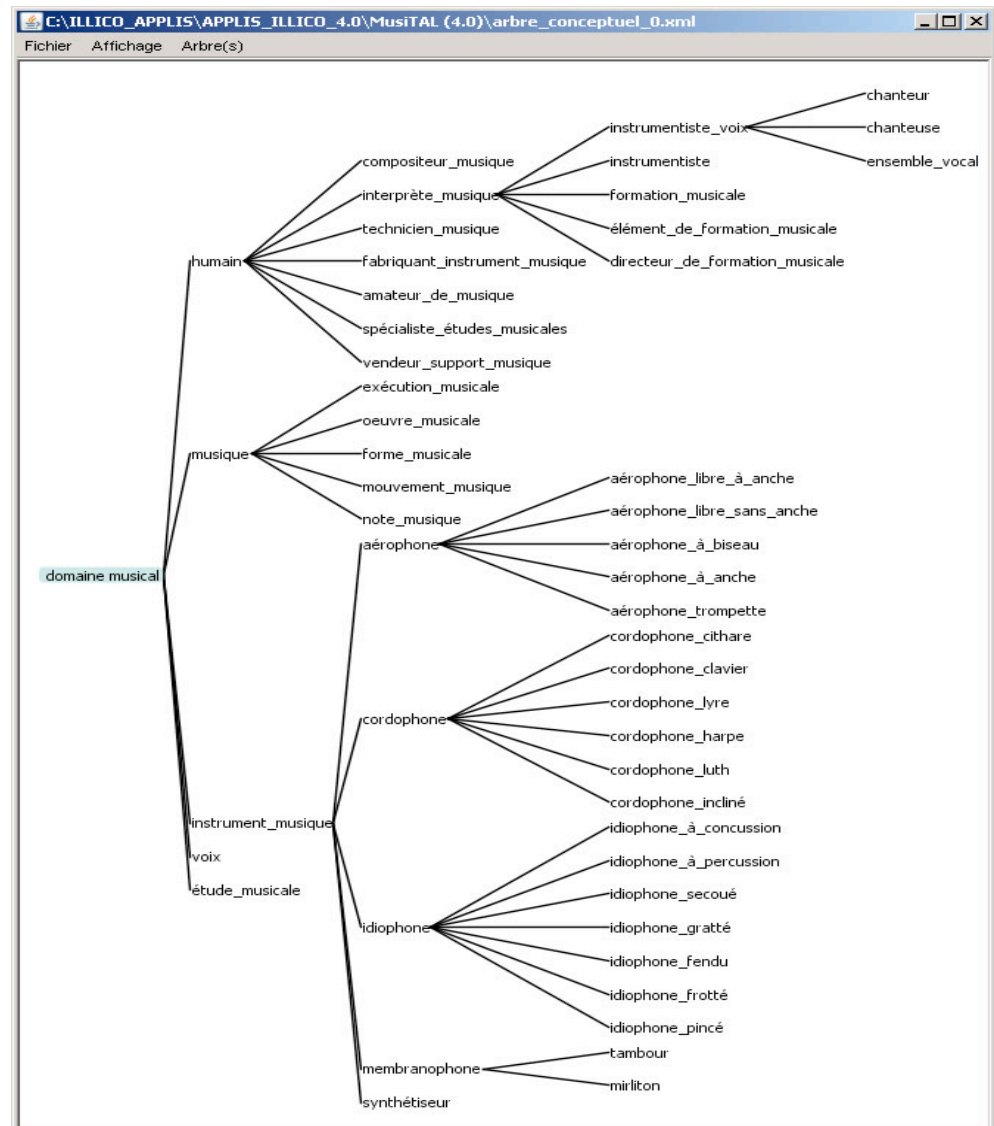 C:\ILLICO_APPLIS\APPLIS_ILLICO_4.0\MusiTAL (4.0)\arbre_conceptuel_0.xml
Fichier Affichage Arbre(s)
domaine musical
humain
compositeur_musique
interprète_musique
instrumentiste_voix
chanteur
chanteuse
ensemble_vocal
instrumentiste
formation_musicale
élément_de_formation_musicale
directeur_de_formation_musicale
technicien_musique
fabriquant_instrument_musique
amateur_de_musique
spécialiste_études_musicales
vendeur_support_musique
musique
exécution_musicale
oeuvre_musicale
forme_musicale
mouvement_musique
note_musique
instrument_musique
aérophone
aérophone_libre_à_anche
aérophone_libre_sans_anche
aérophone_à_biseau
aérophone_à_anche
aérophone_trompette
cordophone
cordophone_cithare
cordophone_clavier
cordophone_lyre
cordophone_harpe
cordophone_luth
cordophone_incliné
idiophone
idiophone_à_concussion
idiophone_à_percussion
idiophone_secoué
idiophone_gratté
idiophone_fendu
idiophone_frotté
idiophone_pincé
membranophone
tambour
mirliton
synthétiseur
voix
étude_musicale